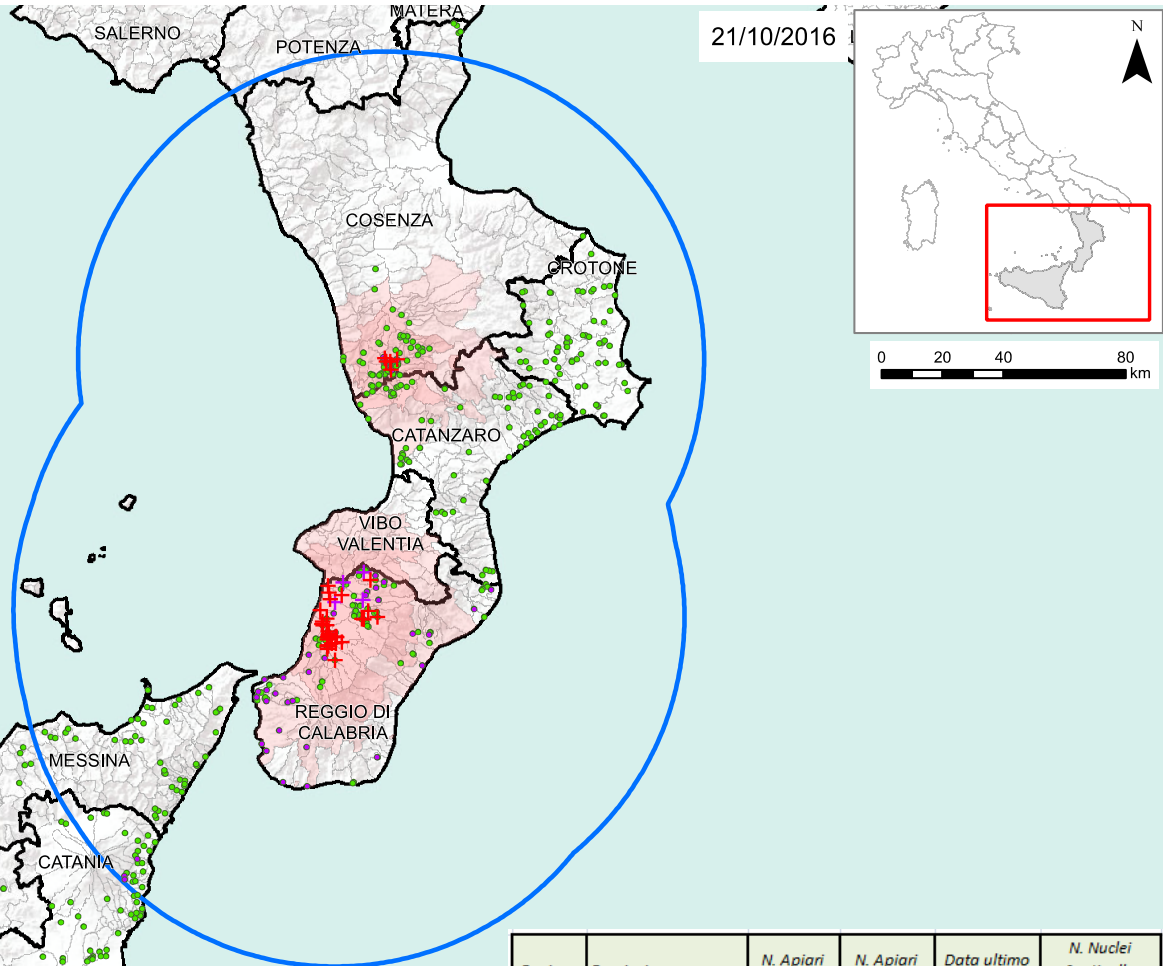 MATERA
SALERNO
POTENZA
21/10/2016
N
COSENZA
CROTONE
0 20 40 80
km
CATANZARO
VIBO
VALENTIA
REGGIO DI
CALABRIA
MESSINA
CATANIA
N. Apiari
N. Apiari
Data ultimo
N. Nuclei